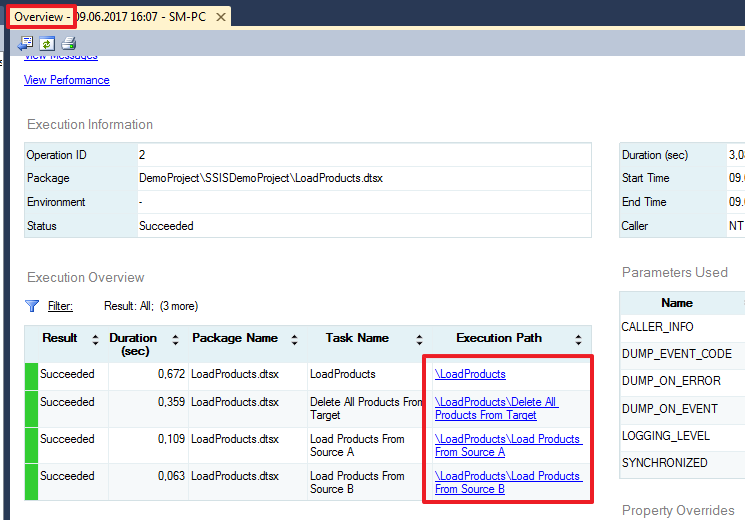 Overview - 09.06.2017 16:07 - SM-PC
View Messages
View Performance
Execution Information
Operation ID 2
Package DemoProject\SSISDemoProject\LoadProducts.dtsx
Environment -
Status Succeeded
Duration (sec) 3,0
Start Time 09.
End Time 09.
Caller NT
Execution Overview
Filter: Result: All; (3 more)
Result Duration (sec) Package Name Task Name Execution Path
Succeeded 0,672 LoadProducts.dtsx LoadProducts \LoadProducts
Succeeded 0,359 LoadProducts.dtsx Delete All Products From \LoadProducts\Delete All
Target Products From Target
Succeeded 0,109 LoadProducts.dtsx Load Products From \LoadProducts\Load Products
Source A From Source A
Succeeded 0,063 LoadProducts.dtsx Load Products From \LoadProducts\Load Products
Source B From Source B
Parameters Used
Name
CALLER_INFO
DUMP_EVENT_CODE
DUMP_ON_ERROR
DUMP_ON_EVENT
LOGGING_LEVEL
SYNCHRONIZED
Property Overrides